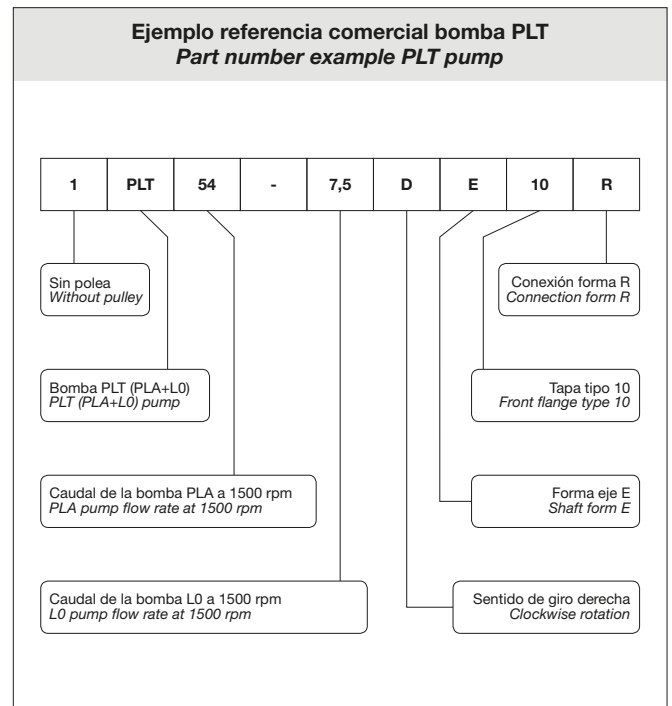 Ejemplo referencia comercial bomba PLT
Part number example PLT pump
1 PLT 54 - 7,5 D E 10 R
Sin polea
Without pulley
Conexión forma R
Connection form R
Bomba PLT (PLA+L0)
PLT (PLA+L0) pump
Tapa tipo 10
Front flange type 10
Caudal de la bomba PLA a 1500 rpm
PLA pump flow rate at 1500 rpm
Forma eje E
Shaft form E
Caudal de la bomba L0 a 1500 rpm
L0 pump flow rate at 1500 rpm
Sentido de giro derecha
Clockwise rotation